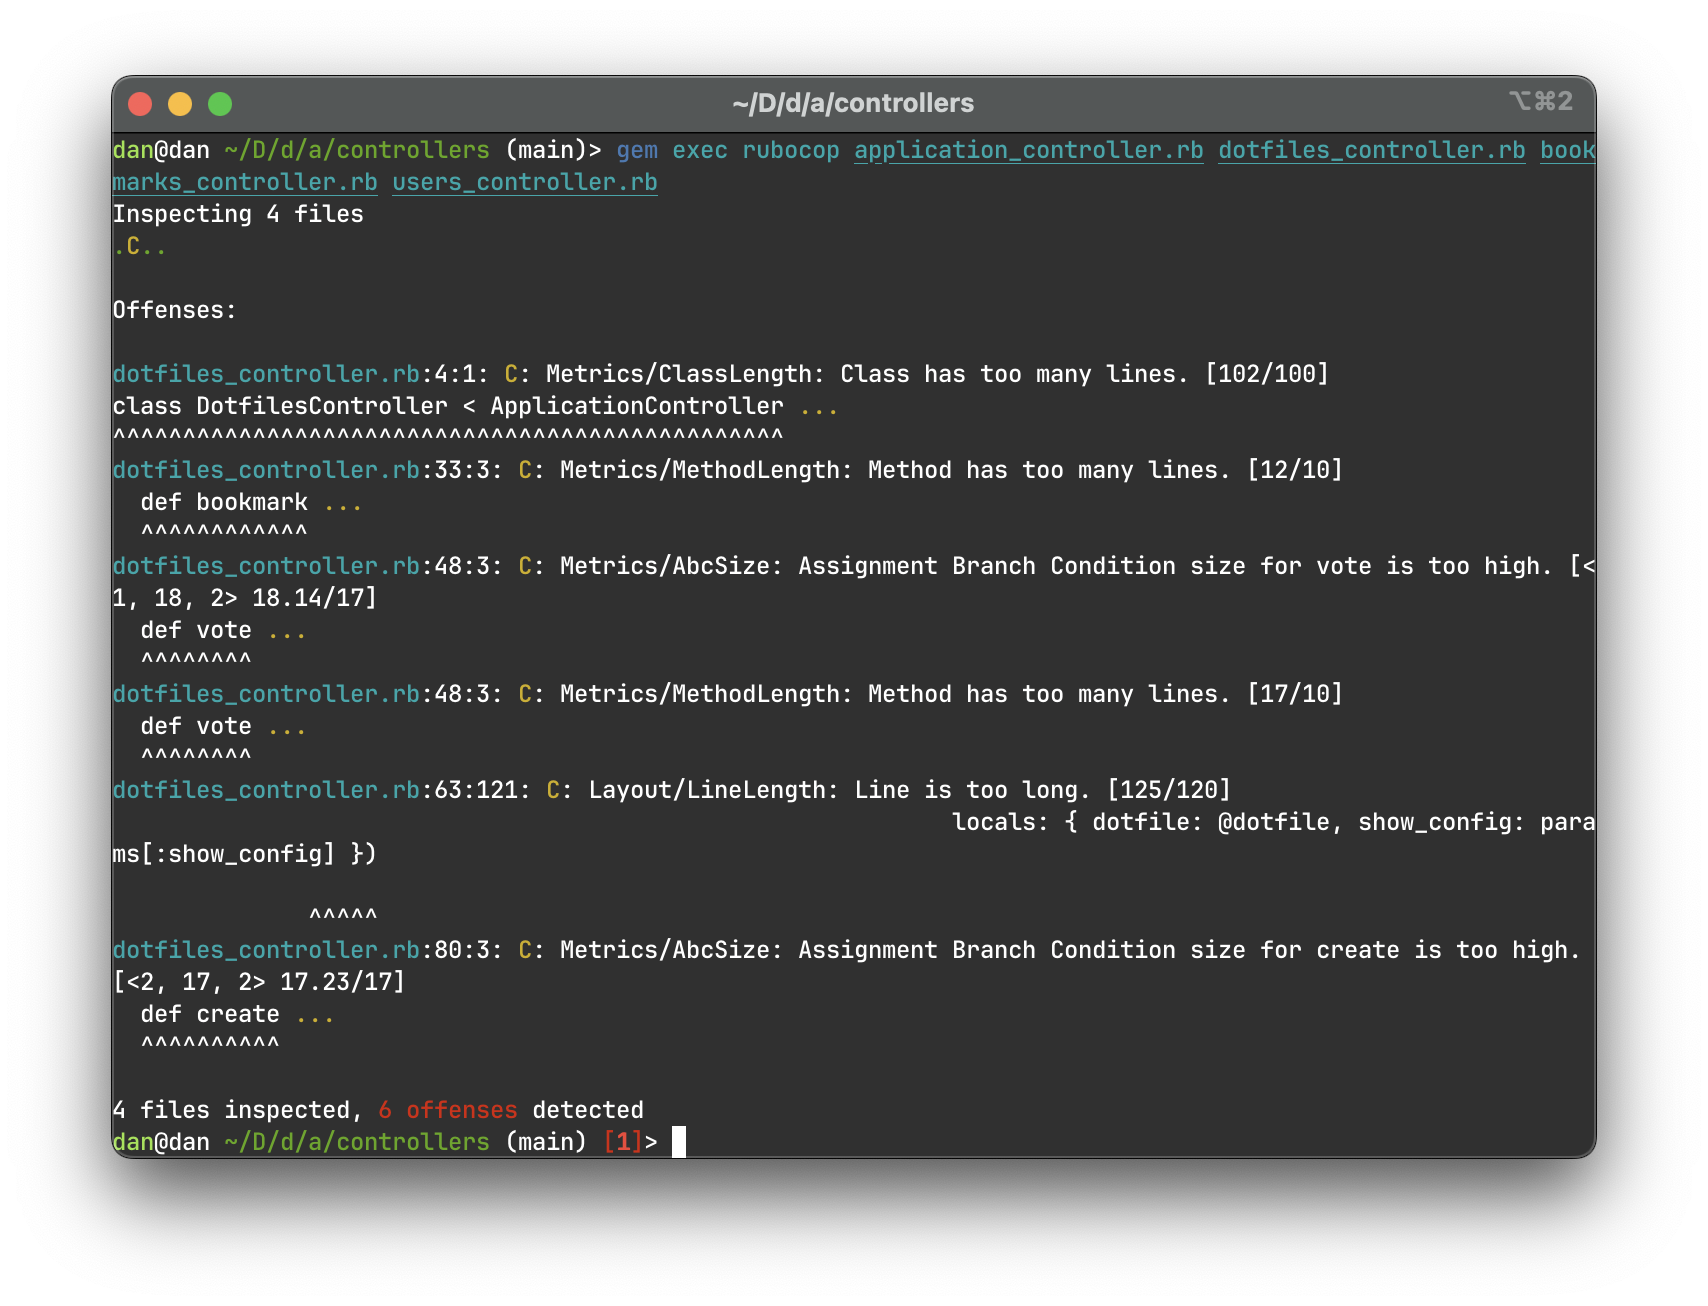 ~/D/d/a/controllers
⌥⌘2
dan@dan ~/D/d/a/controllers (main)> gem exec rubocop application_controller.rb dotfiles_controller.rb book
marks_controller.rb users_controller.rb
Inspecting 4 files
.C..
Offenses:
dotfiles_controller.rb:4:1: C: Metrics/ClassLength: Class has too many lines. [102/100]
class DotfilesController < ApplicationController ...
^^^^^^^^^^^^^^^^^^^^^^^^^^^^^^^^^^^^^^^^^^^^^^^^
dotfiles_controller.rb:33:3: C: Metrics/MethodLength: Method has too many lines. [12/10]
  def bookmark ...
  ^^^^^^^^^^^^
dotfiles_controller.rb:48:3: C: Metrics/AbcSize: Assignment Branch Condition size for vote is too high. [<
1, 18, 2> 18.14/17]
  def vote ...
  ^^^^^^^^
dotfiles_controller.rb:48:3: C: Metrics/MethodLength: Method has too many lines. [17/10]
  def vote ...
  ^^^^^^^^
dotfiles_controller.rb:63:121: C: Layout/LineLength: Line is too long. [125/120]
                                                            locals: { dotfile: @dotfile, show_config: para
ms[:show_config] })
              ^^^^^
dotfiles_controller.rb:80:3: C: Metrics/AbcSize: Assignment Branch Condition size for create is too high.
[<2, 17, 2> 17.23/17]
  def create ...
  ^^^^^^^^^^
4 files inspected, 6 offenses detected
dan@dan ~/D/d/a/controllers (main) [1]>